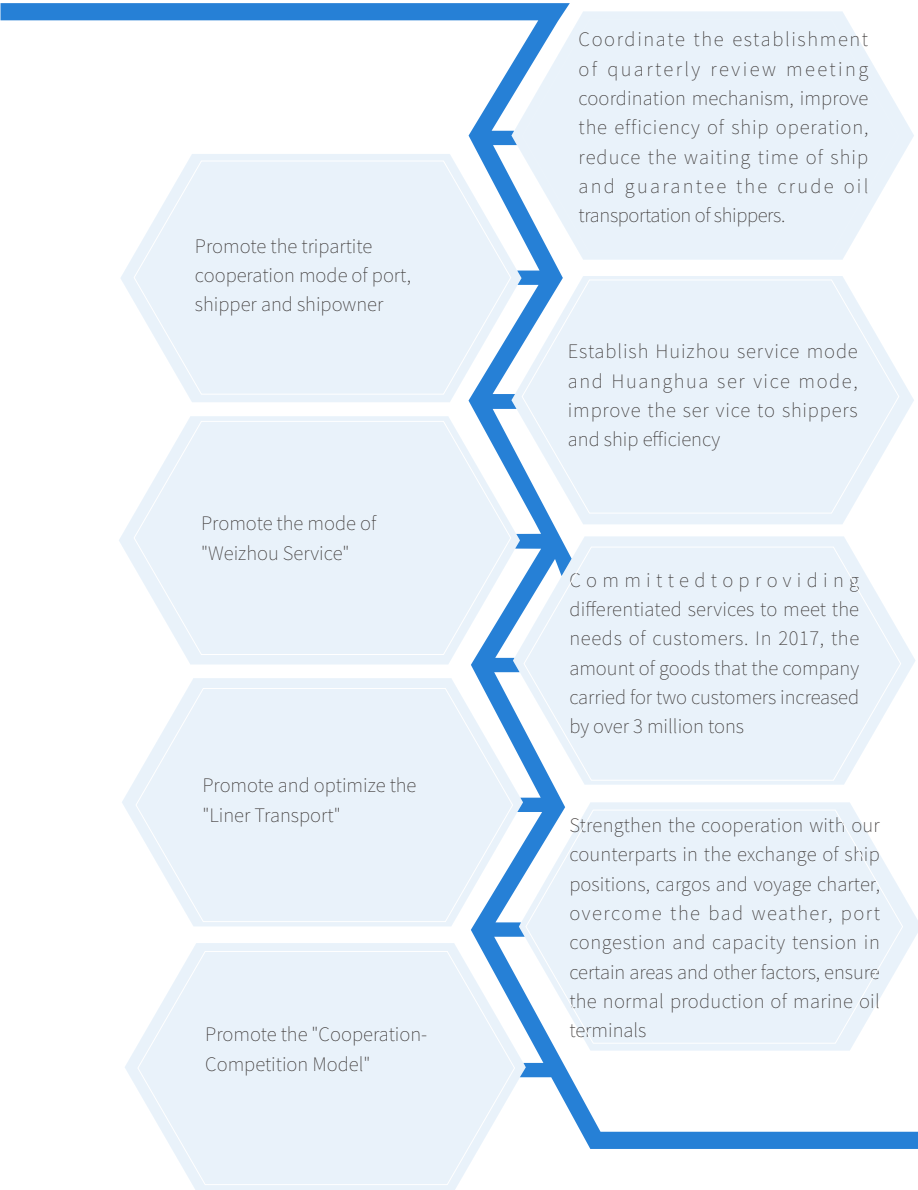 Coordinate the establishment
of quarterly review meeting
coordination mechanism, improve
the efficiency of ship operation,
reduce the waiting time of ship
and guarantee the crude oil
transportation of shippers.
Promote the tripartite
cooperation mode of port,
shipper and shipowner
Establish Huizhou service mode
and Huanghua ser vice mode,
improve the ser vice to shippers
and ship efficiency
Promote the mode of
"Weizhou Service"
Committedtoproviding
differentiated services to meet the
needs of customers. In 2017, the
amount of goods that the company
carried for two customers increased
by over 3 million tons
Promote and optimize the
"Liner Transport"
Strengthen the cooperation with our
counterparts in the exchange of ship
positions, cargos and voyage charter,
overcome the bad weather, port
congestion and capacity tension in
certain areas and other factors, ensure
the normal production of marine oil
terminals
Promote the "Cooperation-
Competition Model"